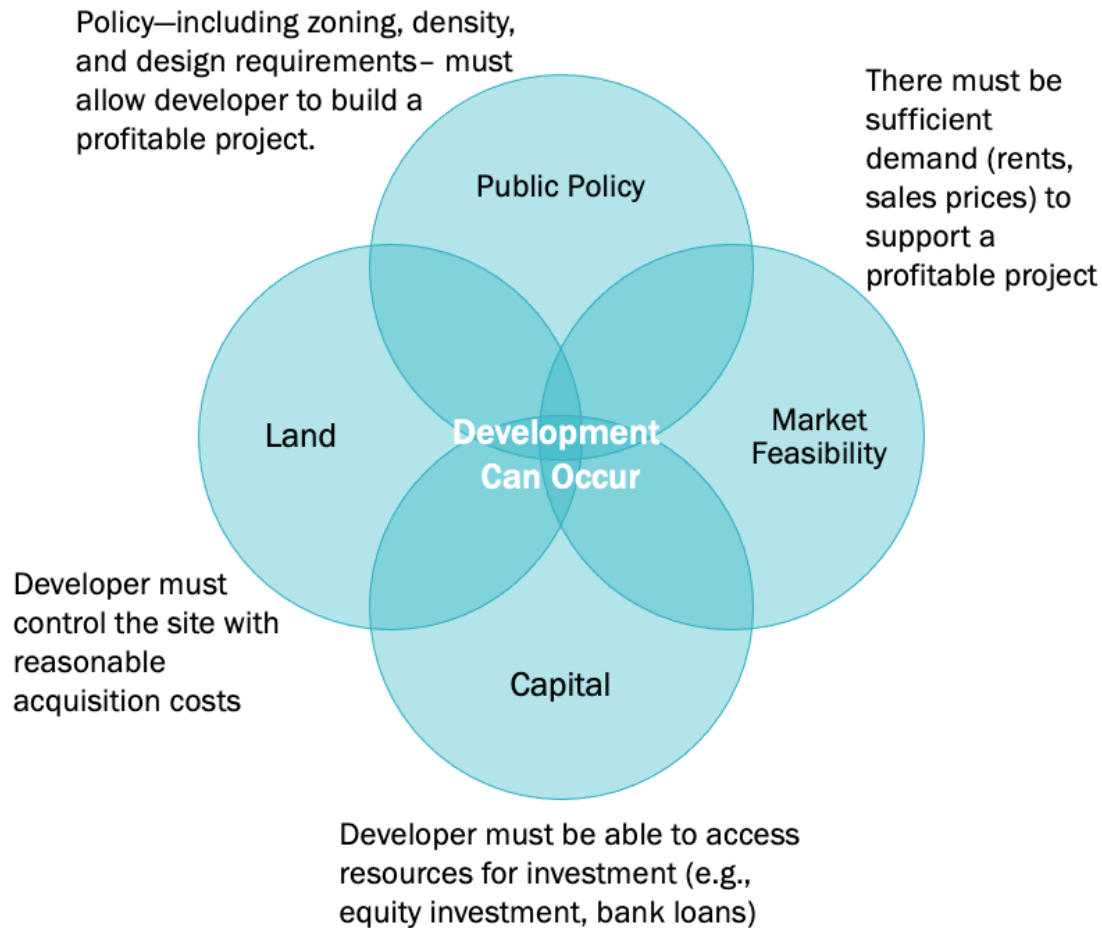 Policy—including zoning, density,
and design requirements– must
allow developer to build a
profitable project.
There must be
sufficient
demand (rents,
sales prices) to
support a
profitable project
Public Policy
Land
Development
Can Occur
Market
Feasibility
Developer must
control the site with
reasonable
acquisition costs
Capital
Developer must be able to access
resources for investment (e.g.,
equity investment, bank loans)